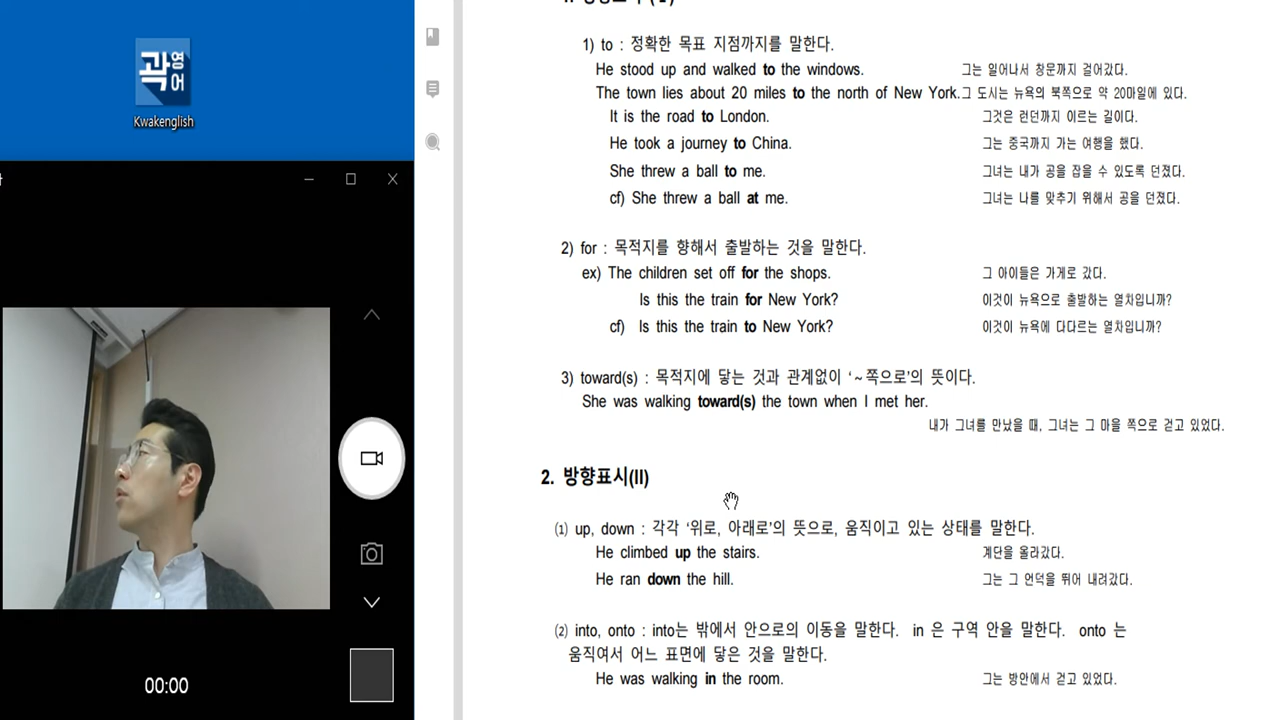 곽영어
Kwakenglish
1) to : 정확한 목표 지점까지를 말한다.
He stood up and walked to the windows. 그는 일어나서 창문까지 걸어갔다.
The town lies about 20 miles to the north of New York. 그 도시는 뉴욕의 북쪽으로 약 20마일에 있다.
It is the road to London. 그것은 런던까지 이르는 길이다.
He took a journey to China. 그는 중국까지 가는 여행을 했다.
She threw a ball to me. 그녀는 내가 공을 잡을 수 있도록 던졌다.
cf) She threw a ball at me. 그녀는 나를 맞추기 위해서 공을 던졌다.
2) for : 목적지를 향해서 출발하는 것을 말한다.
ex) The children set off for the shops. 그 아이들은 가게로 갔다.
Is this the train for New York? 이것이 뉴욕으로 출발하는 열차입니까?
cf) Is this the train to New York? 이것이 뉴욕에 다다르는 열차입니까?
3) toward(s) : 목적지에 닿는 것과 관계없이 '~쪽으로'의 뜻이다.
She was walking toward(s) the town when I met her.
내가 그녀를 만났을 때, 그녀는 그 마을 쪽으로 걷고 있었다.
2. 방향표시(II)
(1) up, down : 각각 '위로, 아래로'의 뜻으로, 움직이고 있는 상태를 말한다.
He climbed up the stairs. 계단을 올라갔다.
He ran down the hill. 그는 그 언덕을 뛰어 내려갔다.
(2) into, onto : into는 밖에서 안으로의 이동을 말한다. in 은 구역 안을 말한다. onto 는
움직여서 어느 표면에 닿은 것을 말한다.
He was walking in the room. 그는 방안에서 걷고 있었다.
00:00